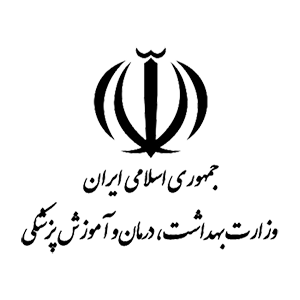 جمهوری اسلامی ایران
وزارت بهداشت، درمان و آموزش پزشکی